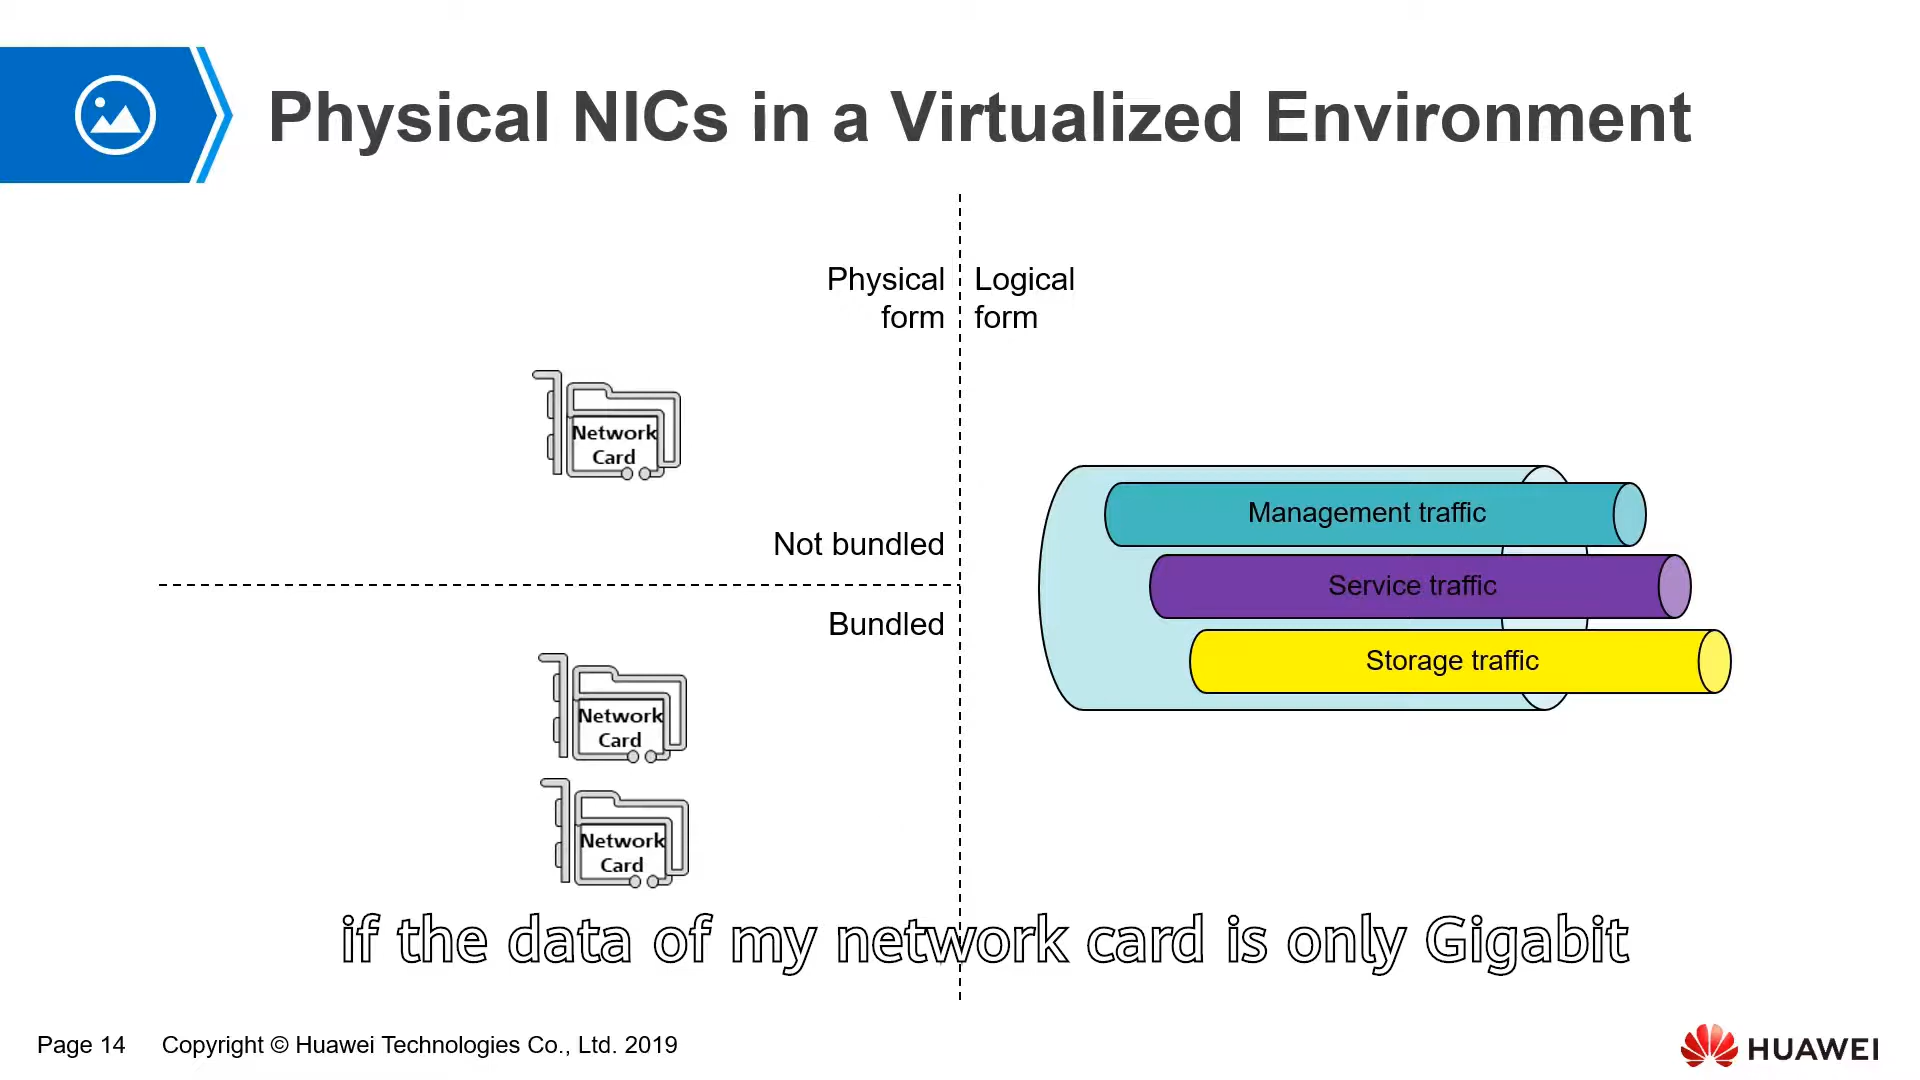 Physical NICs in a Virtualized Environment
Physical
form
Logical
form
Network
Card
Not bundled
Bundled
Network
Card
Network
Card
Management traffic
Service traffic
Storage traffic
if the data of my network card is only Gigabit
Page 14
Copyright © Huawei Technologies Co., Ltd. 2019
HUAWEI